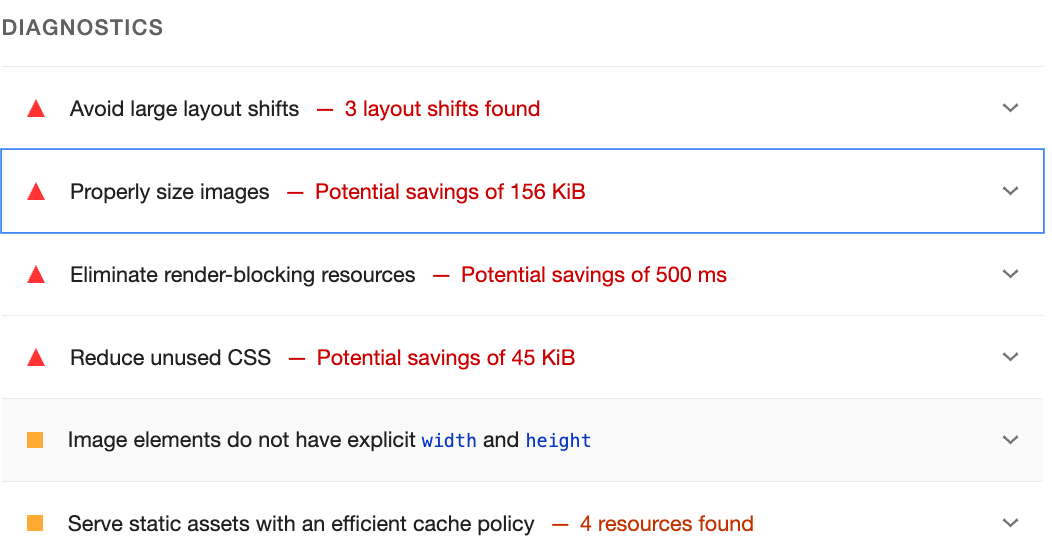 DIAGNOSTICS
Avoid large layout shifts — 3 layout shifts found
Properly size images — Potential savings of 156 KiB
Eliminate render-blocking resources — Potential savings of 500 ms
Reduce unused CSS — Potential savings of 45 KiB
Image elements do not have explicit width and height
Serve static assets with an efficient cache policy — 4 resources found